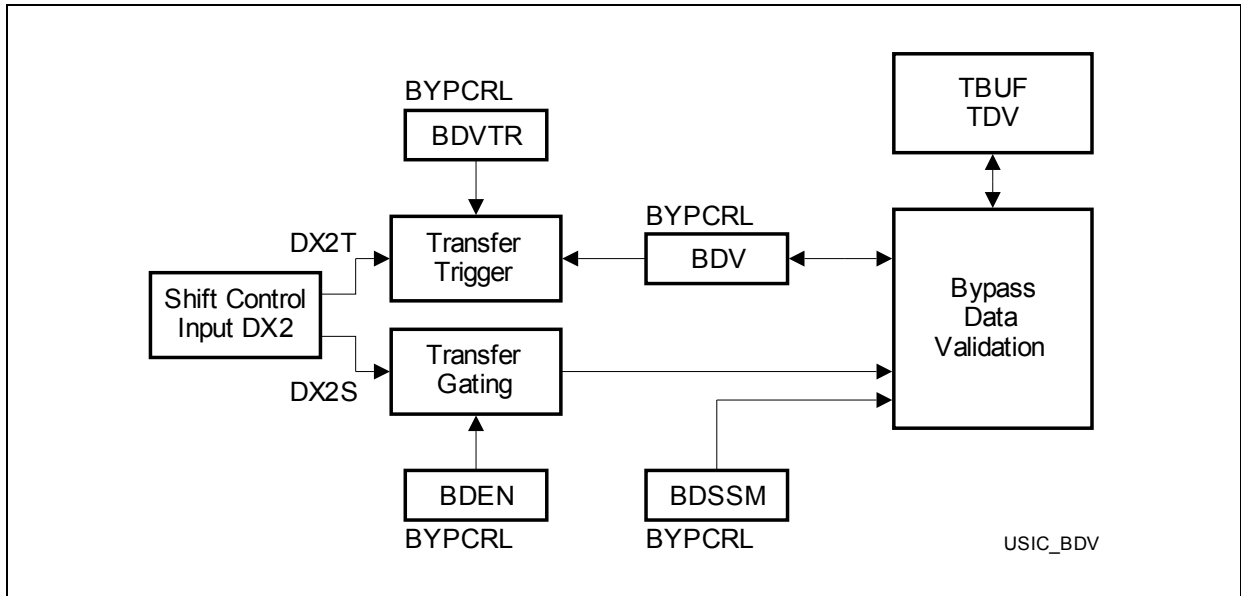 BYPCRL
BDVTR
TBUF
TDV
DX2T
Transfer
Trigger
BYPCRL
BDV
Shift Control
Input DX2
Bypass
Data
Validation
Transfer
Gating
DX2S
BDEN
BYPCRL
BDSSM
BYPCRL
USIC_BDV